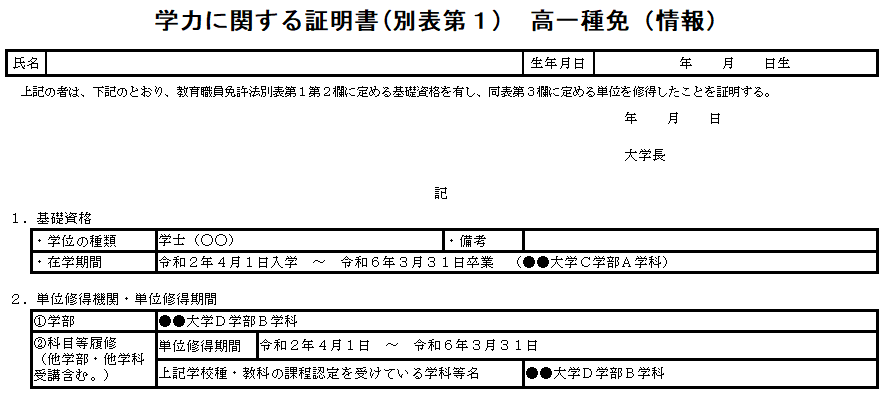 学力に関する証明書(別表第1)　高一種免（情報）
氏名　生年月日　年　月　日生
上記の者は、下記のとおり、教育職員免許法別表第1第2欄に定める基礎資格を有し、同表第3欄に定める単位を修得したことを証明する。
年　月　日
大学長
記
1．基礎資格
・学位の種類　学士（〇〇）　・備考
・在学期間　令和2年4月1日入学　～　令和6年3月31日卒業　（●●大学C学部A学科）
2．単位修得機関・単位修得期間
①学部　●●大学D学部B学科
②科目等履修
（他学部・他学科
受講含む。）
単位修得期間　令和2年4月1日　～　令和6年3月31日
上記学校種・教科の課程認定を受けている学科等名　●●大学D学部B学科